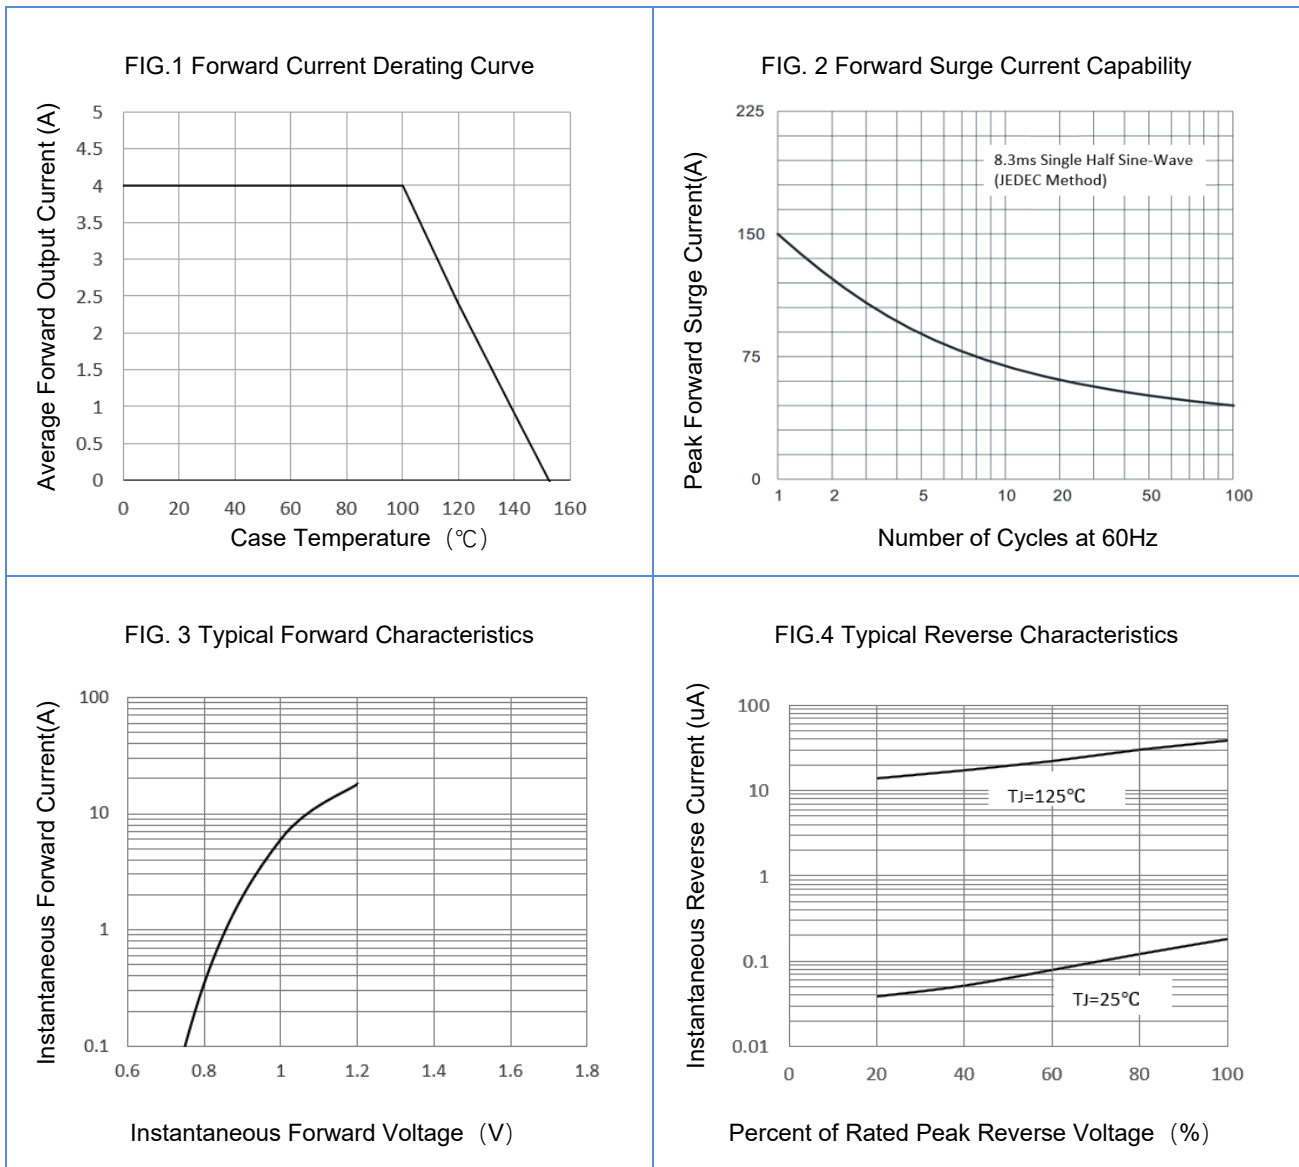 FIG.1 Forward Current Derating Curve
Average Forward Output Current (A)
5
4.5
4
3.5
3
2.5
2
1.5
1
0.5
0
0 20 40 60 80 100 120 140 160
Case Temperature（℃）
FIG. 2 Forward Surge Current Capability
Peak Forward Surge Current(A)
225
150
75
0
8.3ms Single Half Sine-Wave
(JEDEC Method)
1 2 5 10 20 50 100
Number of Cycles at 60Hz
FIG. 3 Typical Forward Characteristics
Instantaneous Forward Current(A)
100
10
1
0.1
0.6 0.8 1 1.2 1.4 1.6 1.8
Instantaneous Forward Voltage（V）
FIG.4 Typical Reverse Characteristics
Instantaneous Reverse Current (uA)
100
10
1
0.1
0.01
TJ=125℃
TJ=25℃
0 20 40 60 80 100
Percent of Rated Peak Reverse Voltage（%）